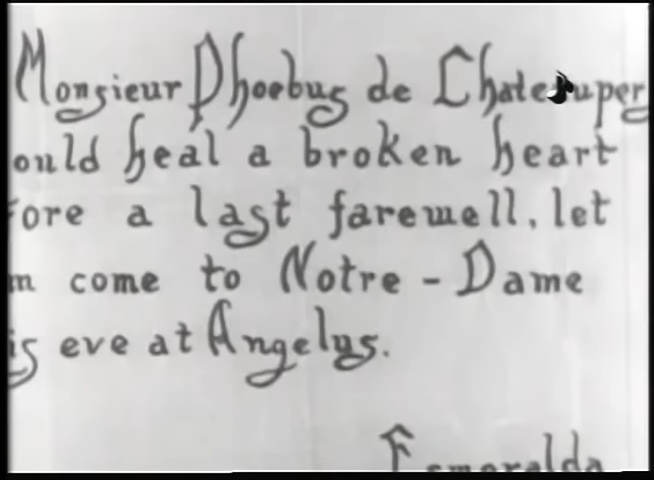 Monsieur Phoebus de Chateauper
ould heal a broken heart
fore a last farewell, let
m come to Notre-Dame
is eve at Angelus.
Esmeralda